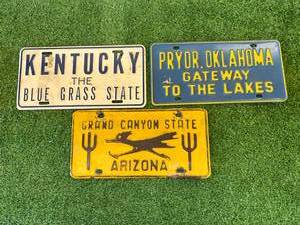 KENTUCKY
THE
BLUE GRASS STATE
PRYOR, OKLAHOMA
GATEWAY
TO THE LAKES
GRAND CANYON STATE
ARIZONA